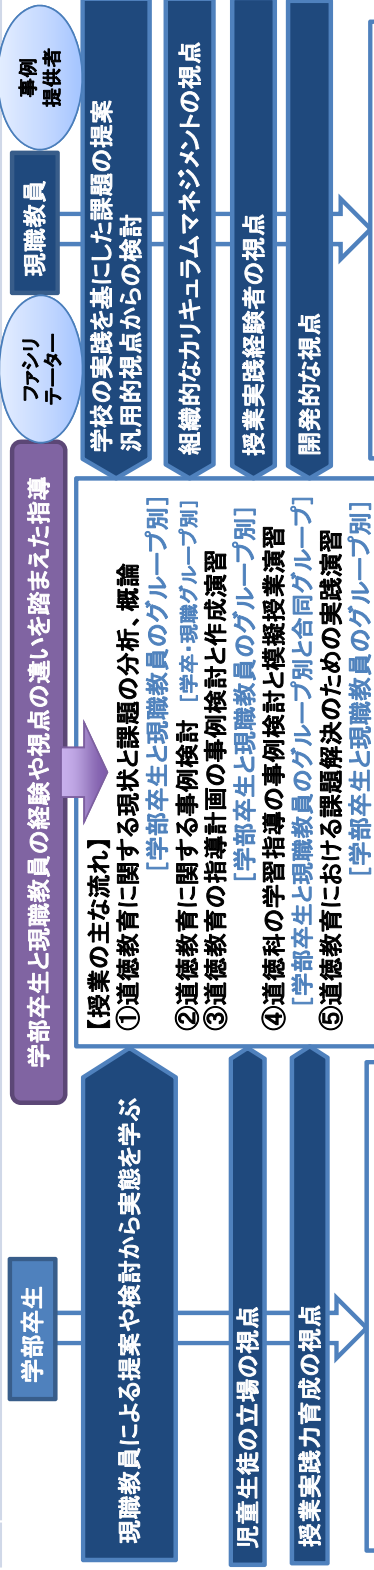 学部卒生
学部卒生と現職教員の経験や視点の違いを踏まえた指導
ファシリ
テーター
現職教員
事例
提供者
現職教員による提案や検討から実態を学ぶ
児童生徒の立場の視点
授業実践力育成の視点
【授業の主な流れ】
①道徳教育に関する現状と課題の分析、概論
［学部卒生と現職教員のグループ別］
②道徳教育に関する事例検討 ［学卒・現職グループ別］
③道徳教育の指導計画の事例検討と作成演習
［学部卒生と現職教員のグループ別］
④道徳科の学習指導の事例検討と模擬授業演習
［学部卒生と現職教員のグループ別と合同グループ］
⑤道徳教育における課題解決のための実践演習
［学部卒生と現職教員のグループ別］
学校の実践を基にした課題の提案
汎用的視点からの検討
組織的なカリキュラムマネジメントの視点
授業実践経験者の視点
開発的な視点